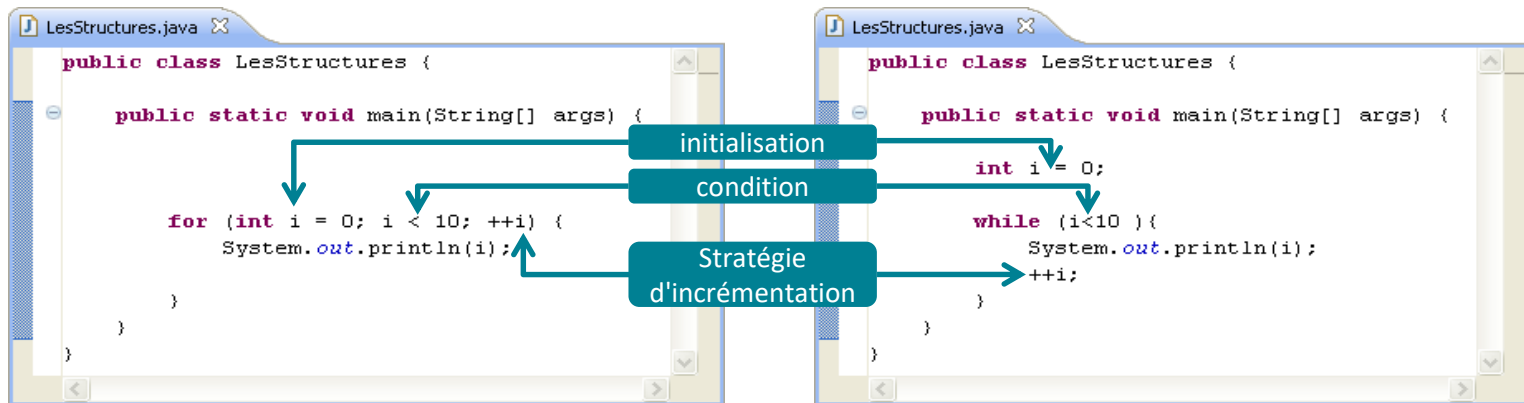 LesStructures.java
public class LesStructures {
public static void main(String[] args) {
for (int i = 0; i < 10; ++i) {
System.out.println(i);
}
}
}
initialisation
condition
Stratégie
d'incrémentation
LesStructures.java
public class LesStructures {
public static void main(String[] args) {
int i = 0;
while (i<10 ){
System.out.println(i);
++i;
}
}
}